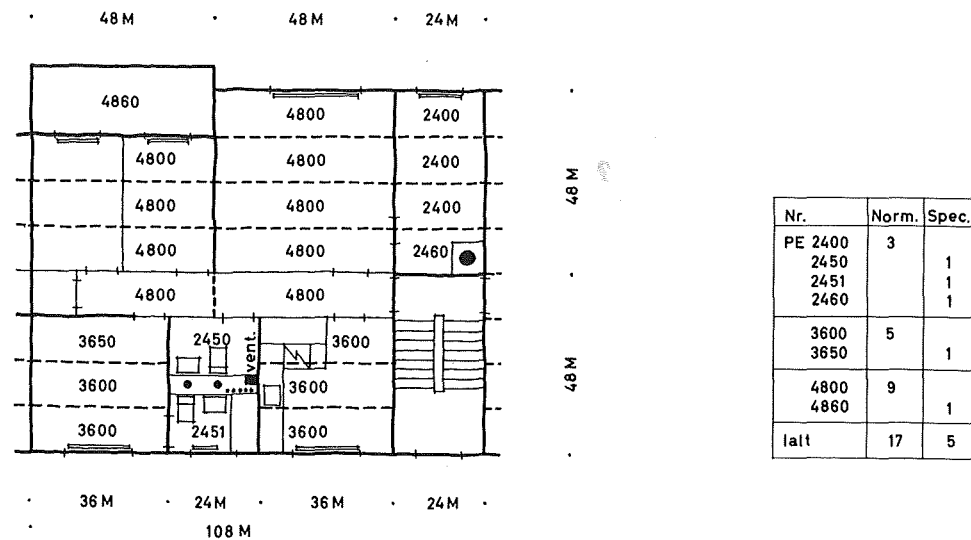 48 M 48 M 24 M
4860
4800 2400
4800 4800 2400
4800 4800 2400
4800 4800 2460
4800 4800
3650 2450 vent. 3600
3600 3600
3600 2451 3600
48 M
48 M
36 M 24 M 36 M 24 M
108 M
Nr. Norm. Spec.
PE 2400 3
2450 1
2451 1
2460 1
3600 5
3650 1
4800 9
4860 1
Ialt 17 5